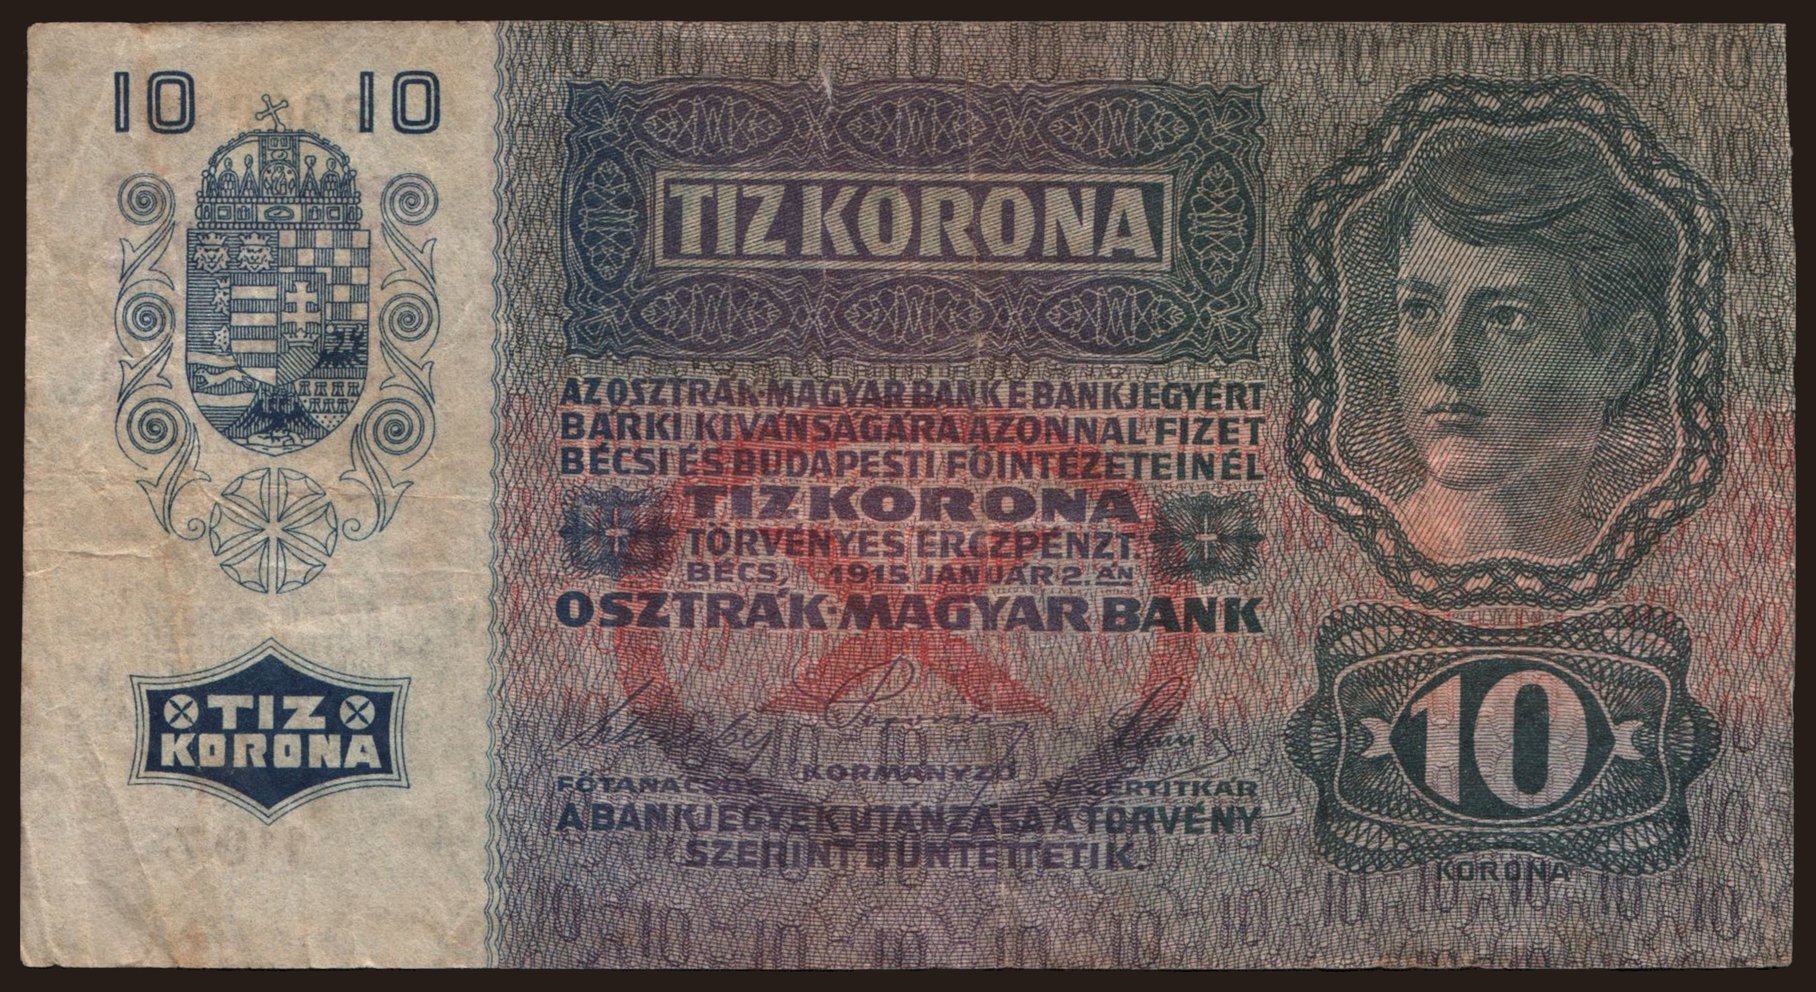 10 10
TIZ
KORONA
TIZ KORONA
AZ OSZTRÁK-MAGYAR BANK E BANKJEGYÉRT
BÁRKI KÍVÁNSÁGÁRA AZONNAL FIZET
BÉCSI ÉS BUDAPESTI FŐINTÉZETEINÉL
TIZ KORONA
TÖRVÉNYES ÉRCZPÉNZT.
BÉCS, 1915 JANUÁR 2.-ÁN
OSZTRÁK-MAGYAR BANK
FŐTANÁCSOS KORMÁNYZÓ VEZÉRTITKÁR
A BANKJEGYEK UTÁNZÁSA A TÖRVÉNY
SZERINT BÜNTETTETIK.
10
KORONA